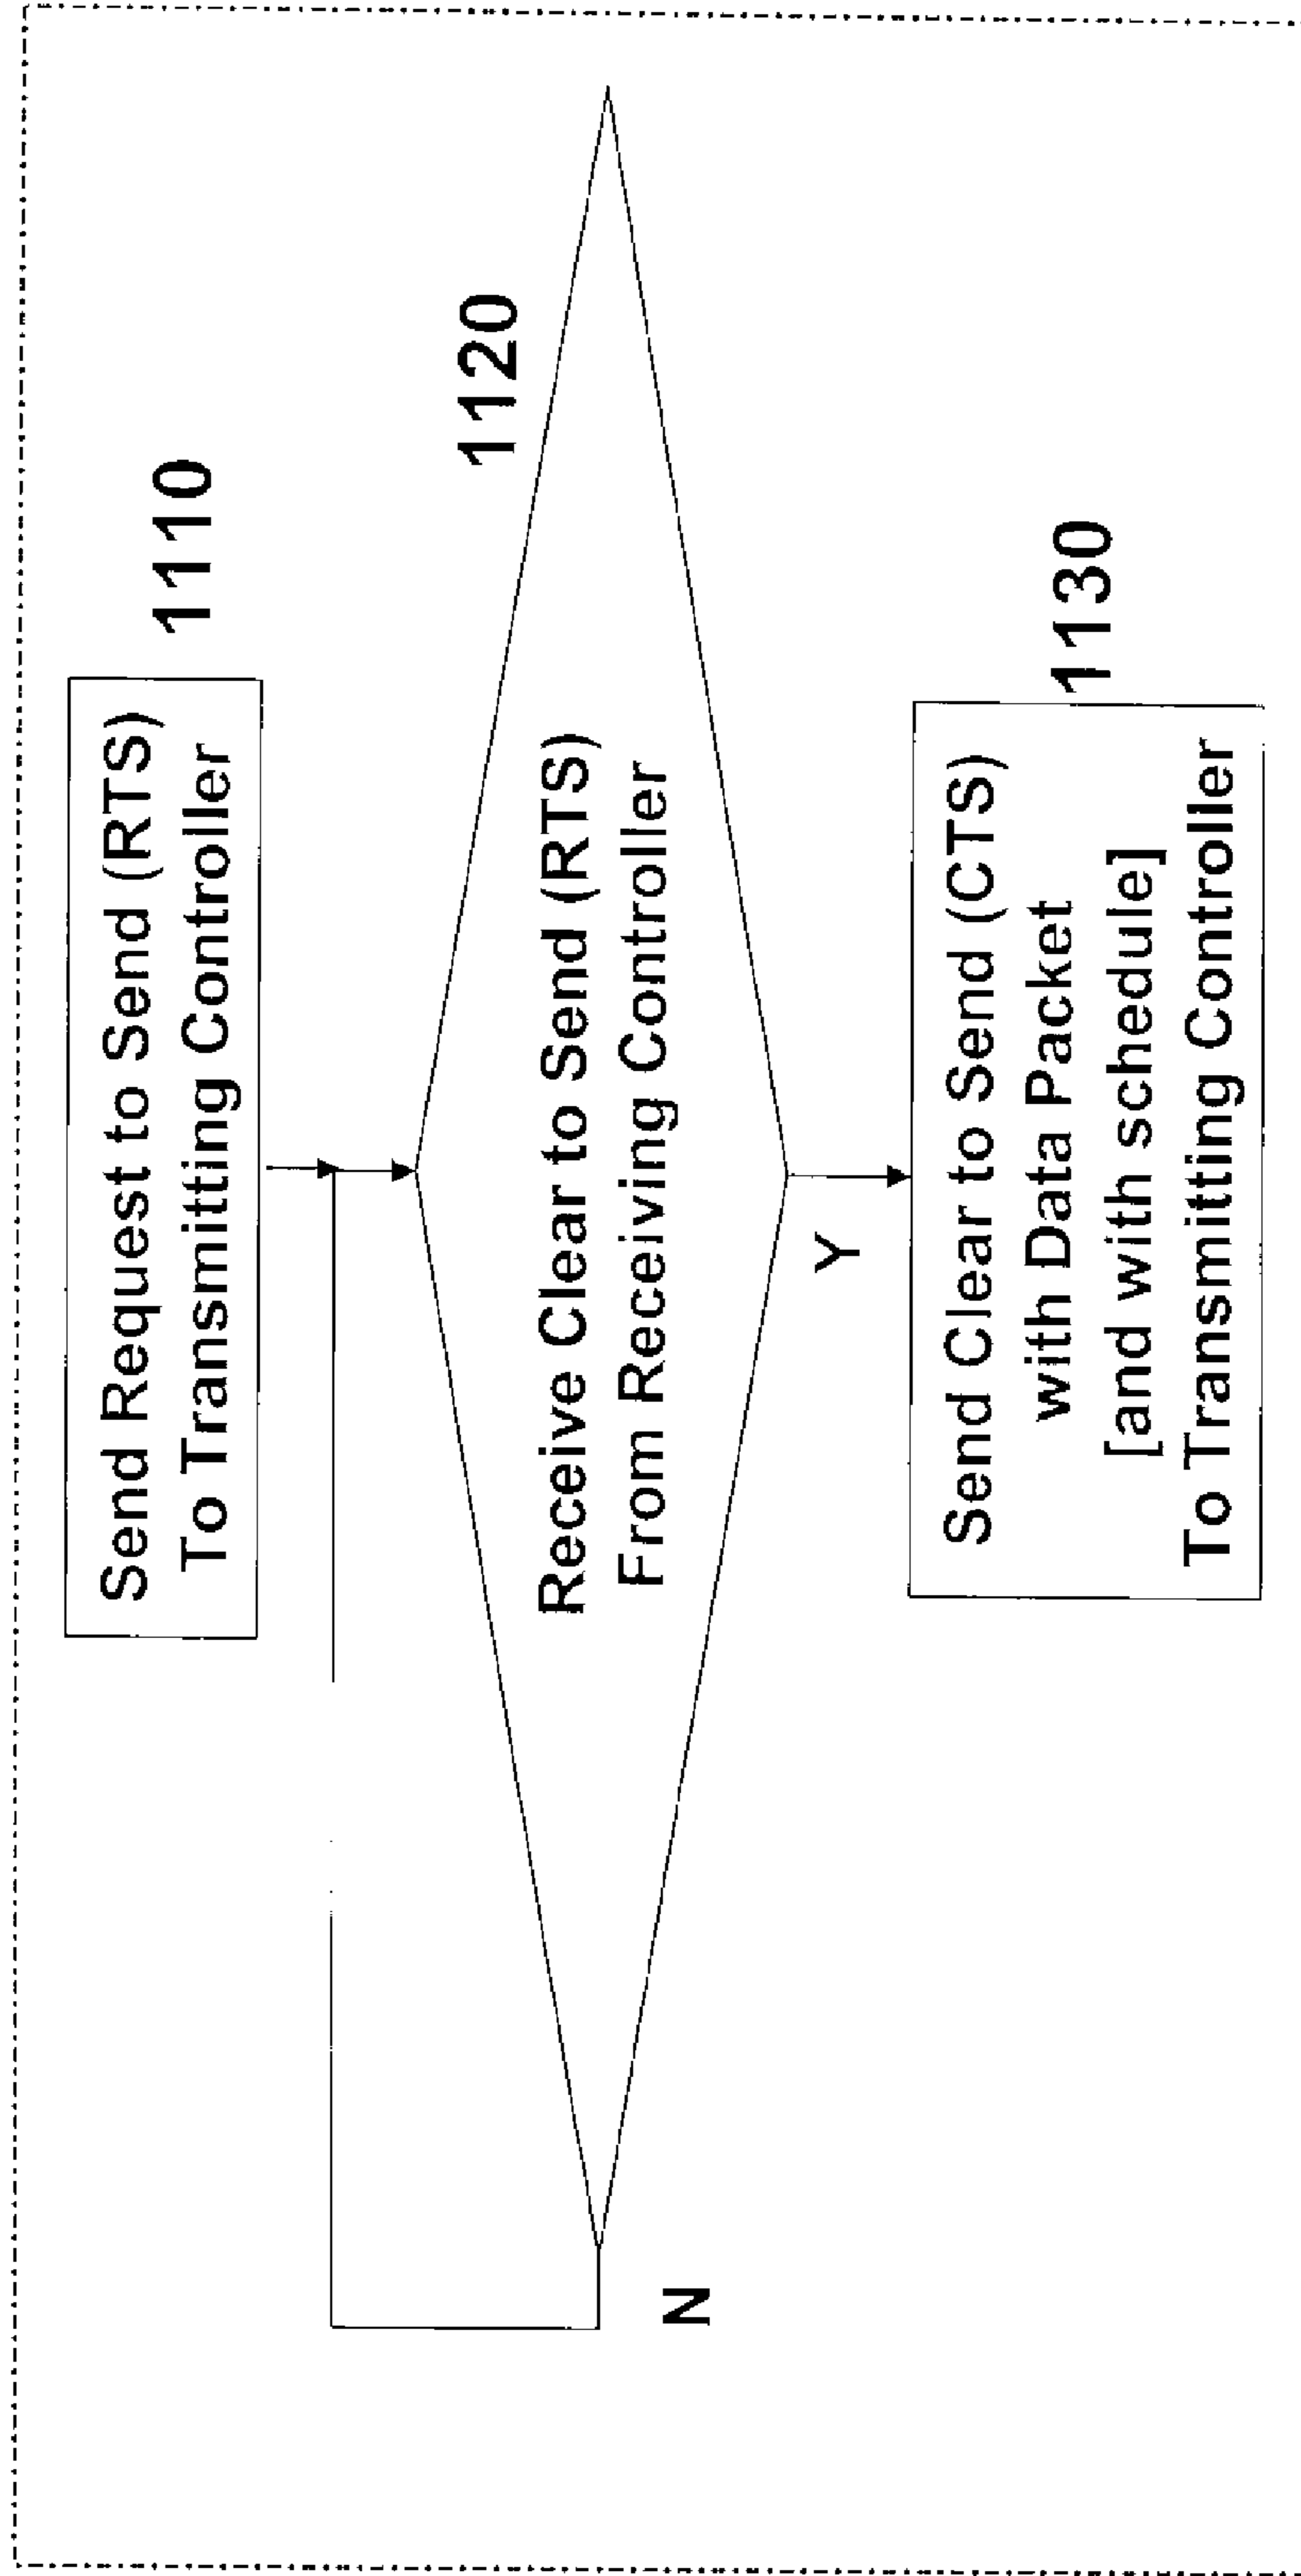 Send Request to Send (RTS)
To Transmitting Controller
1110
1120
Receive Clear to Send (RTS)
From Receiving Controller
N
Y
1130
Send Clear to Send (CTS)
with Data Packet
[and with schedule]
To Transmitting Controller